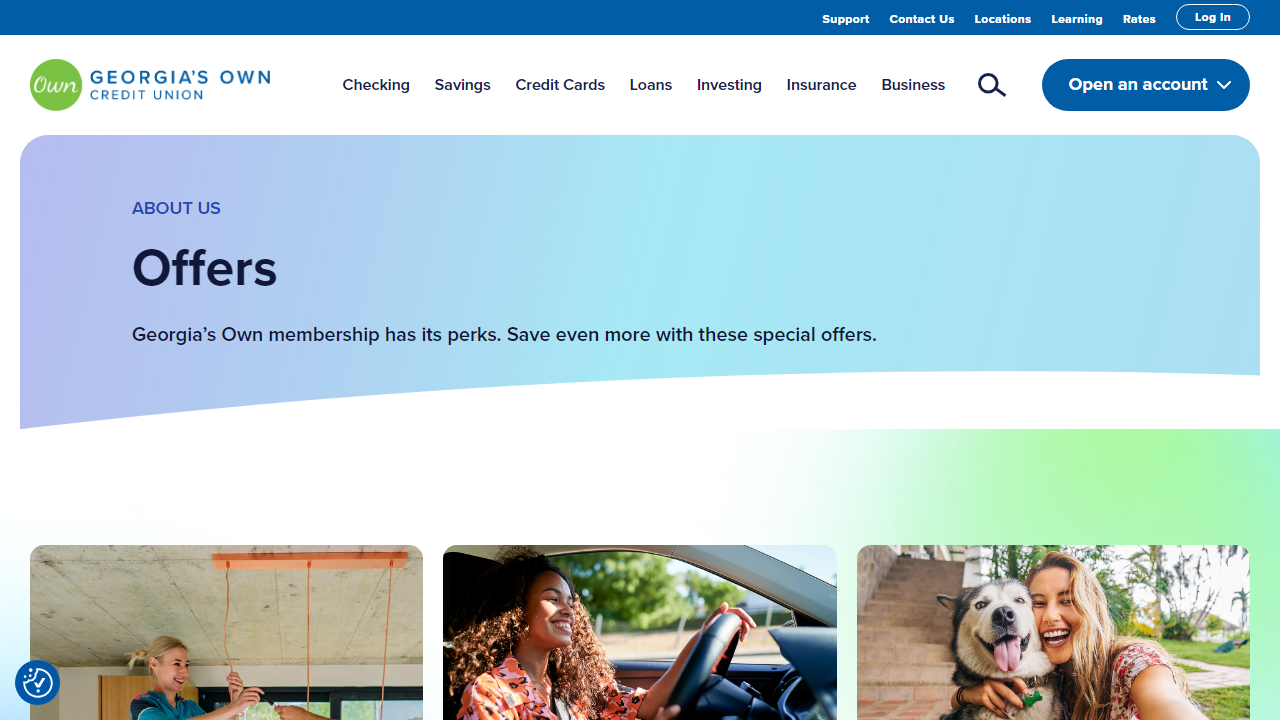 Support Contact Us Locations Learning Rates Log In
Own GEORGIA'S OWN
CREDIT UNION
Checking Savings Credit Cards Loans Investing Insurance Business Open an account
ABOUT US
Offers
Georgia’s Own membership has its perks. Save even more with these special offers.